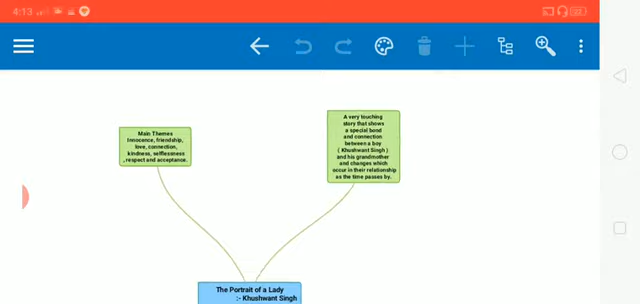 4:13
Main Themes
Innocence, friendship,
love, connection,
kindness, selflessness
, respect and acceptance.
A very touching
story that shows
a special bond
and connection
between a boy
( Khushwant Singh )
and his grandmother
and changes which
occur in their relationship
as the time passes by.
The Portrait of a Lady
:- Khushwant Singh